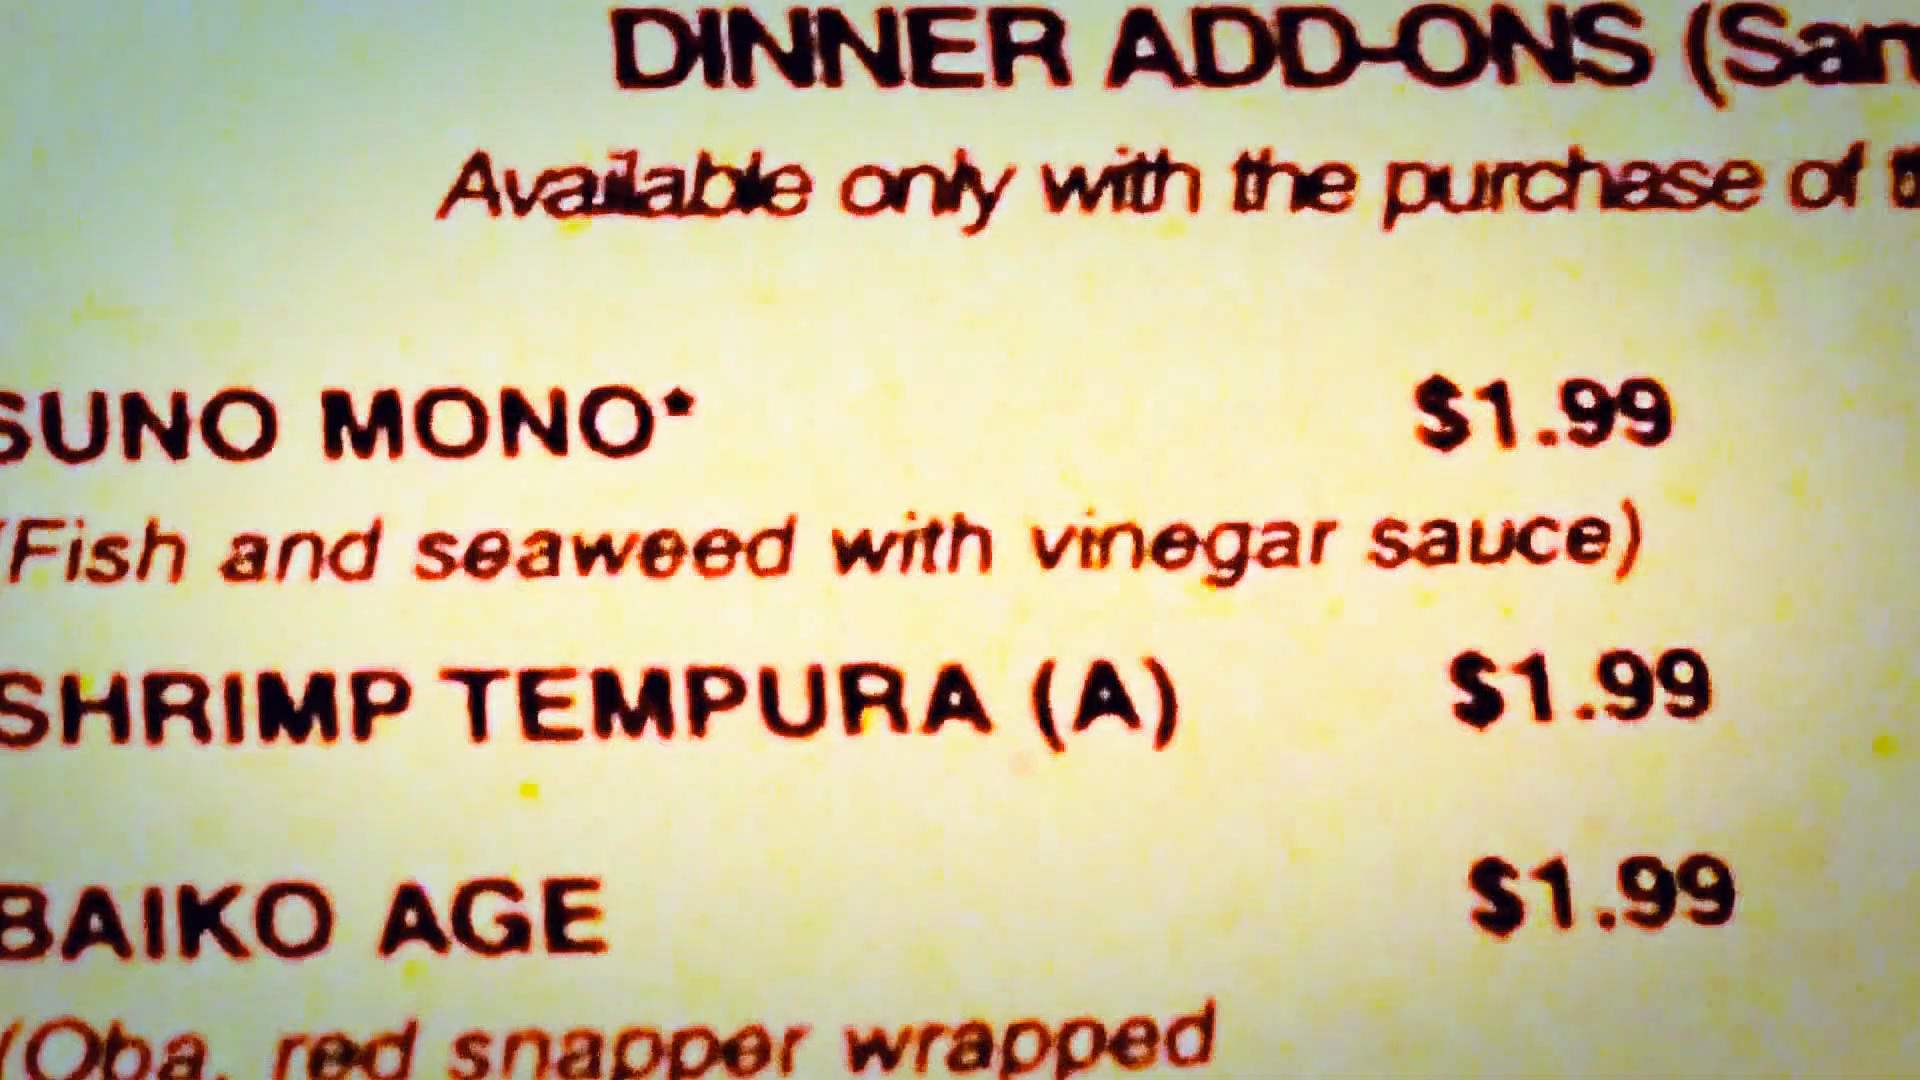 DINNER ADD-ONS (San
Available only with the purchase of
SUNO MONO* $1.99
(Fish and seaweed with vinegar sauce)
SHRIMP TEMPURA (A) $1.99
BAIKO AGE $1.99
(Oba, red snapper wrapped